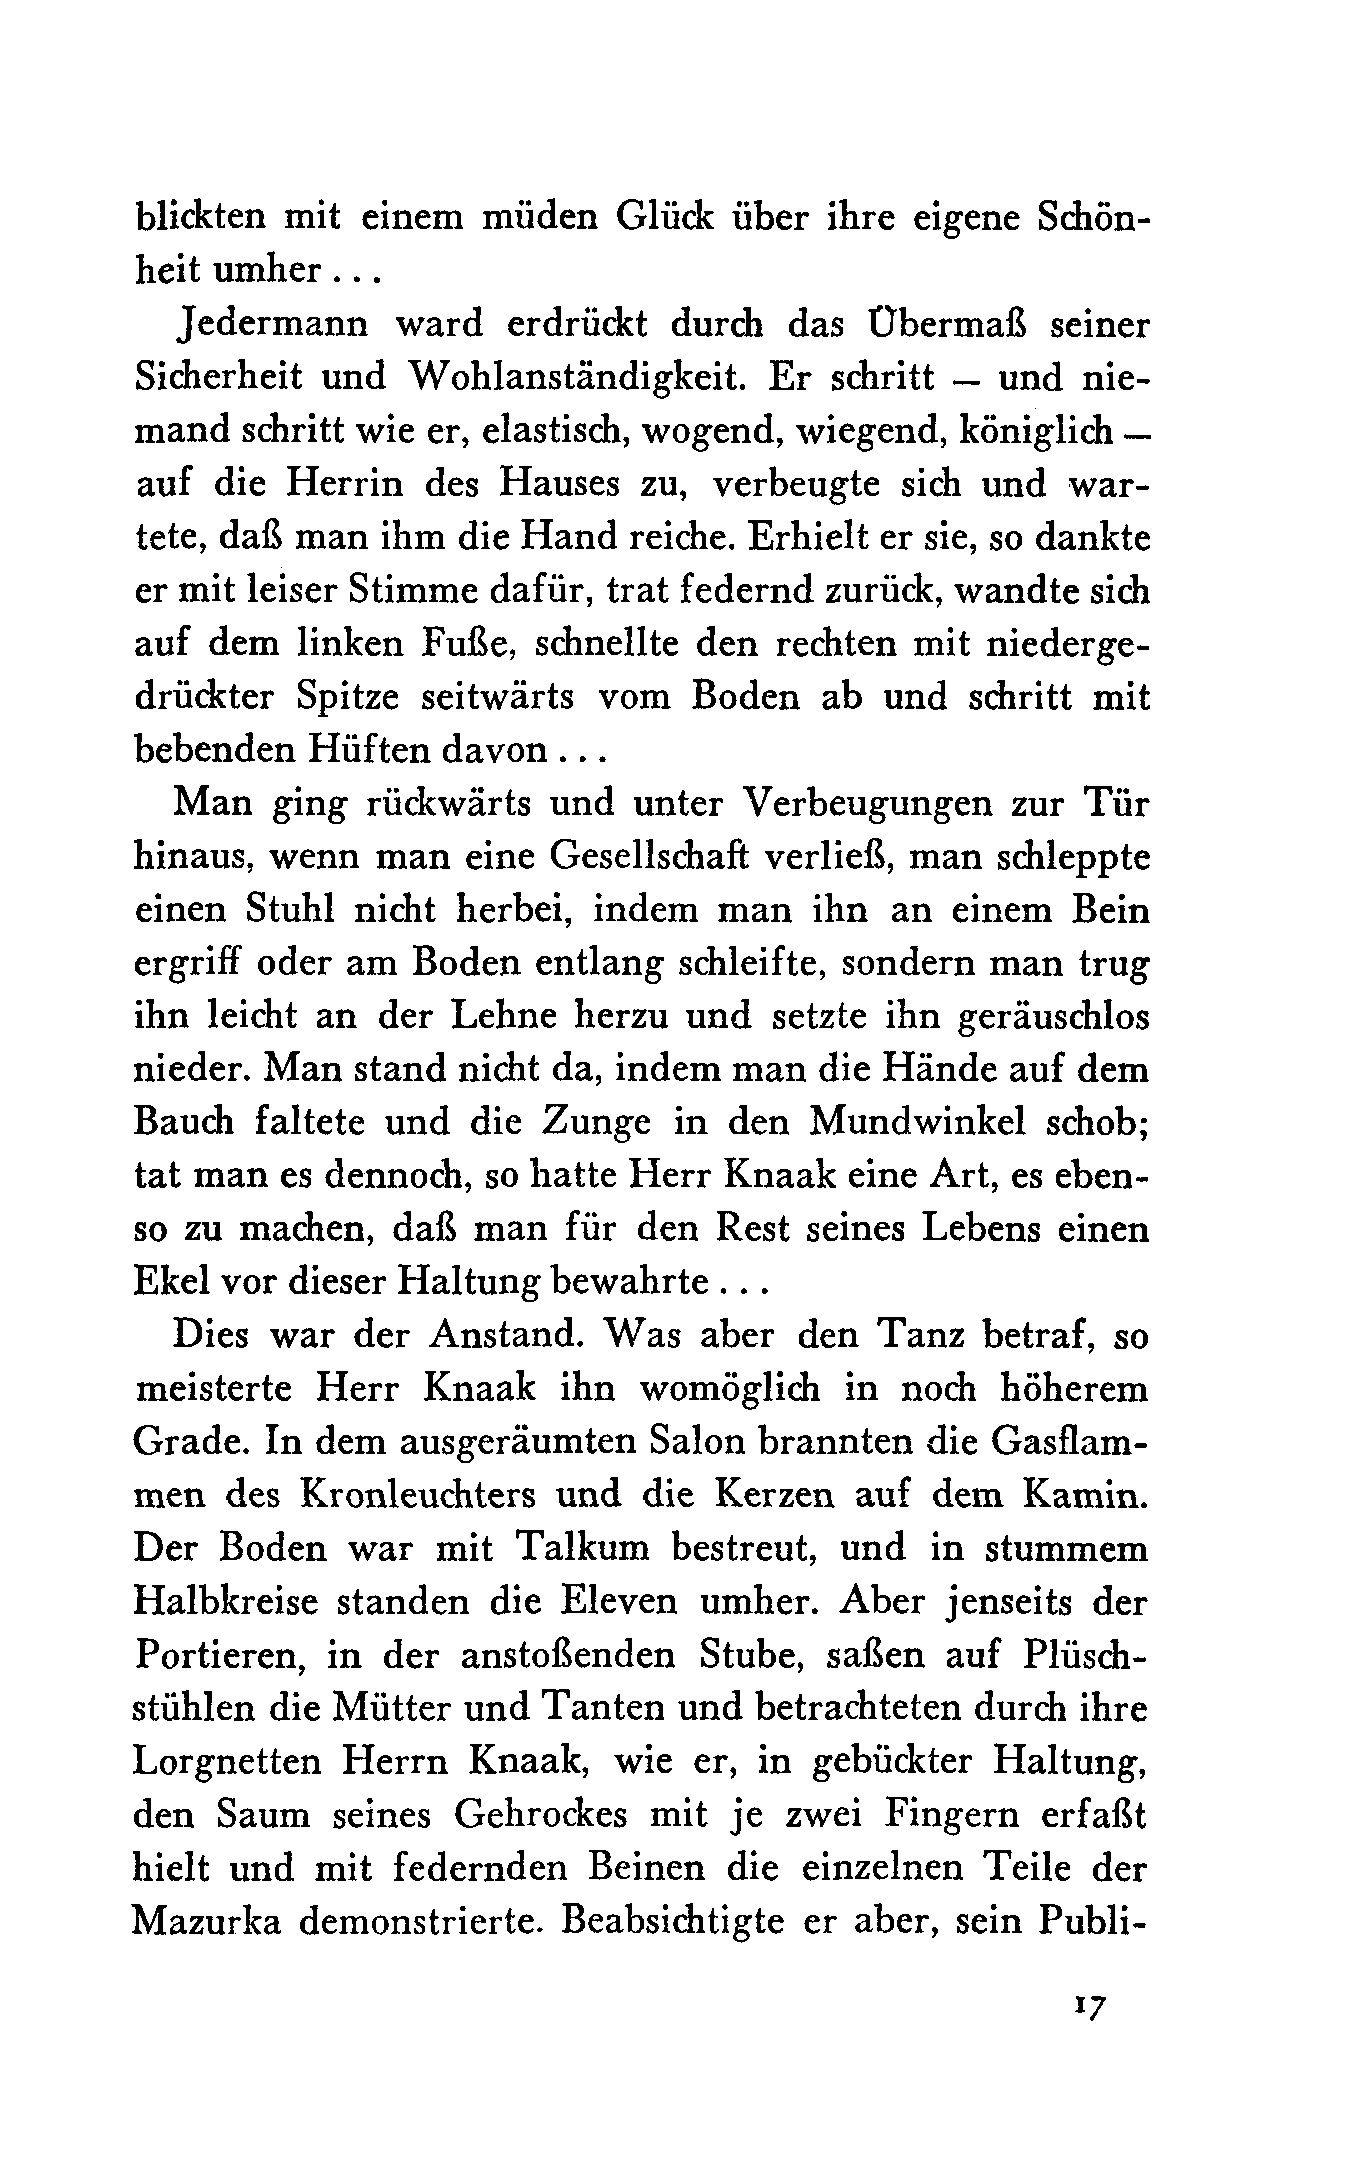 blickten mit einem müden Glück über ihre eigene Schön-
heit umher . . .
Jedermann ward erdrückt durch das Übermaß seiner
Sicherheit und Wohlanständigkeit. Er schritt — und nie-
mand schritt wie er, elastisch, wogend, wiegend, königlich —
auf die Herrin des Hauses zu, verbeugte sich und war-
tete, daß man ihm die Hand reiche. Erhielt er sie, so dankte
er mit leiser Stimme dafür, trat federnd zurück, wandte sich
auf dem linken Fuße, schnellte den rechten mit niederge-
drückter Spitze seitwärts vom Boden ab und schritt mit
bebenden Hüften davon . . .
Man ging rückwärts und unter Verbeugungen zur Tür
hinaus, wenn man eine Gesellschaft verließ, man schleppte
einen Stuhl nicht herbei, indem man ihn an einem Bein
ergriff oder am Boden entlang schleifte, sondern man trug
ihn leicht an der Lehne herzu und setzte ihn geräuschlos
nieder. Man stand nicht da, indem man die Hände auf dem
Bauch faltete und die Zunge in den Mundwinkel schob;
tat man es dennoch, so hatte Herr Knaak eine Art, es eben-
so zu machen, daß man für den Rest seines Lebens einen
Ekel vor dieser Haltung bewahrte . . .
Dies war der Anstand. Was aber den Tanz betraf, so
meisterte Herr Knaak ihn womöglich in noch höherem
Grade. In dem ausgeräumten Salon brannten die Gasflam-
men des Kronleuchters und die Kerzen auf dem Kamin.
Der Boden war mit Talkum bestreut, und in stummem
Halbkreise standen die Eleven umher. Aber jenseits der
Portieren, in der anstoßenden Stube, saßen auf Plüsch-
stühlen die Mütter und Tanten und betrachteten durch ihre
Lorgnetten Herrn Knaak, wie er, in gebückter Haltung,
den Saum seines Gehrockes mit je zwei Fingern erfaßt
hielt und mit federnden Beinen die einzelnen Teile der
Mazurka demonstrierte. Beabsichtigte er aber, sein Publi-
17